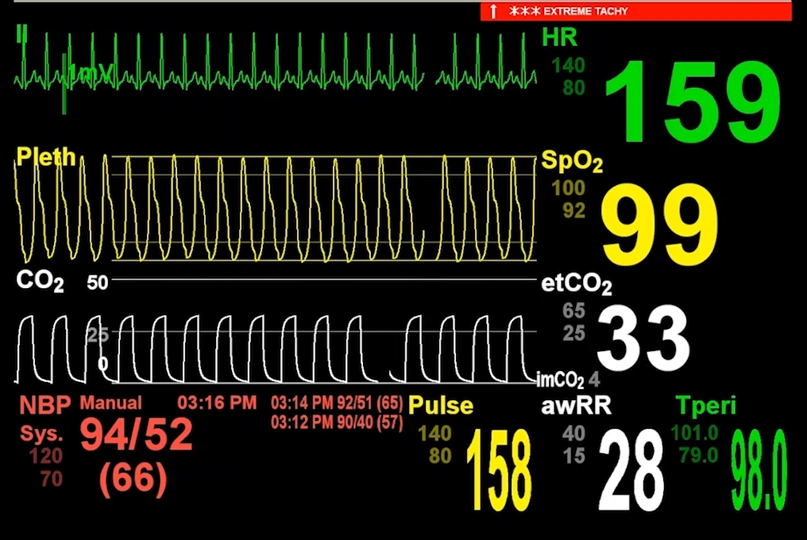 *** EXTREME TACHY
II
1mV
HR
140
80
159
Pleth
SpO₂
100
92
99
CO₂
50
25
0
etCO₂
65
25
33
imCO₂ 4
NBP Manual 03:16 PM 03:14 PM 92/51 (65)
03:12 PM 90/40 (57)
Sys.
120
70
94/52
(66)
Pulse
140
80
158
awRR
40
15
28
Tperi
101.0
79.0
98.0